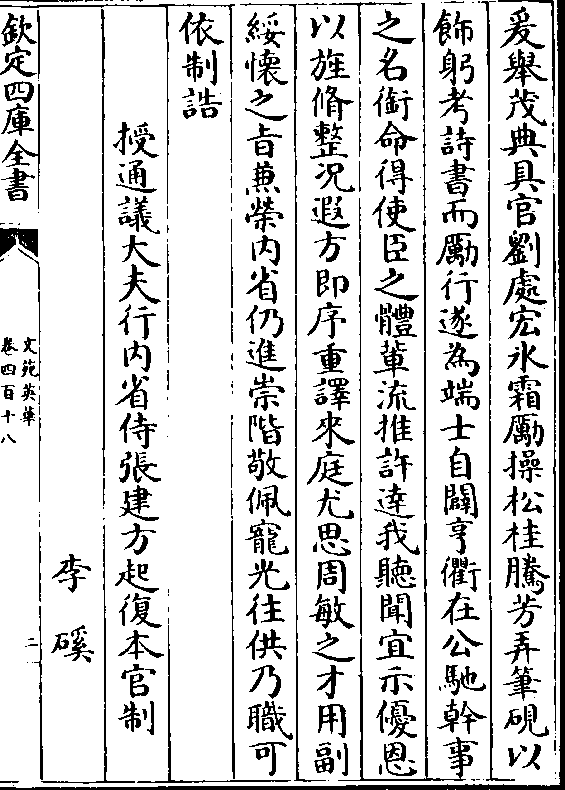 爰舉茂典具官劉處宏氷霜勵操松桂騰芳弄筆硯以
飾躬考詩書而勵行遂為端士自闢亨衢在公馳幹事
之名銜命得使臣之體輩流推許達我聽聞宜示優恩
以旌脩整況遐方即序重譯來庭尤思周敏之才用副
綏懷之㫖兼榮内省仍進崇階敬佩寵光往供乃職可
依制誥
授通議大夫行内省侍張建方起復本官制
李磎
欽定四庫全書
文苑英華
卷四百十八
二